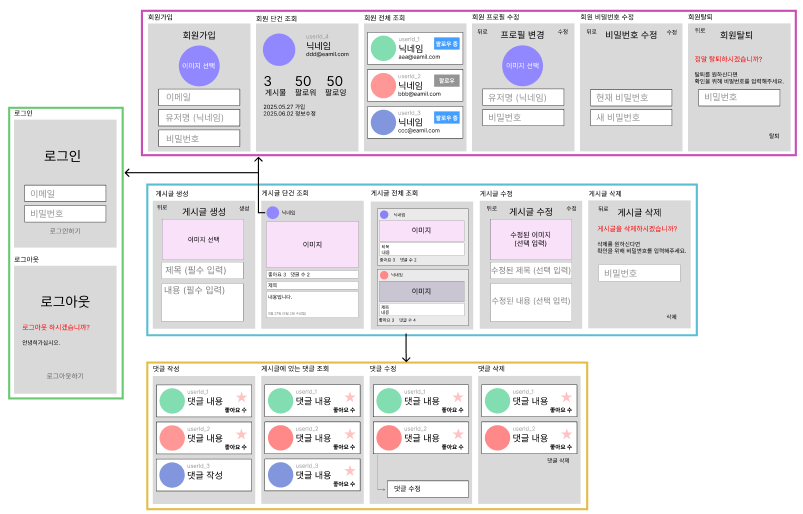 회원가입
회원가입
이미지 선택
이메일
유저명 (닉네임)
비밀번호
회원 단건 조회
userId_4
닉네임
ddd@eamil.com
3 50 50
게시물 팔로워 팔로잉
2025.05.27 가입
2025.06.02 정보수정
회원 전체 조회
userId_1
닉네임
aaa@eamil.com
팔로우 중
userId_2
닉네임
bbb@eamil.com
팔로우
userId_3
닉네임
ccc@eamil.com
팔로우 중
회원 프로필 수정
뒤로 프로필 변경 수정
이미지 선택
유저명 (닉네임)
비밀번호
회원 비밀번호 수정
뒤로 비밀번호 수정 수정
현재 비밀번호
새 비밀번호
회원탈퇴
뒤로 회원탈퇴
정말 탈퇴하시겠습니까?
탈퇴를 원하신다면
확인을 위해 비밀번호를 입력해주세요.
비밀번호
탈퇴
로그인
로그인
이메일
비밀번호
로그인하기
로그아웃
로그아웃
로그아웃 하시겠습니까?
안녕히가십시오.
로그아웃하기
게시글 생성
뒤로 게시글 생성 생성
이미지 선택
제목 (필수 입력)
내용 (필수 입력)
게시글 단건 조회
닉네임
이미지
좋아요 3 댓글 수 2
제목
내용입니다.
게시글 전체 조회
닉네임
이미지
제목
내용
좋아요 3 댓글 수 2
닉네임
이미지
제목
내용
좋아요 3 댓글 수 4
게시글 수정
뒤로 게시글 수정 수정
수정된 이미지
(선택 입력)
수정된 제목 (선택 입력)
수정된 내용 (선택 입력)
게시글 삭제
뒤로 게시글 삭제
게시글을 삭제하시겠습니까?
삭제를 원하신다면
확인을 위해 비밀번호를 입력해주세요.
비밀번호
삭제
댓글 작성
userId_1
댓글 내용
좋아요 수
userId_2
댓글 내용
좋아요 수
userId_3
댓글 작성
게시글에 있는 댓글 조회
userId_1
댓글 내용
좋아요 수
userId_2
댓글 내용
좋아요 수
userId_3
댓글 내용
좋아요 수
댓글 수정
userId_1
댓글 내용
좋아요 수
userId_2
댓글 내용
좋아요 수
댓글 수정
댓글 삭제
userId_1
댓글 내용
좋아요 수
userId_2
댓글 내용
좋아요 수
댓글 삭제